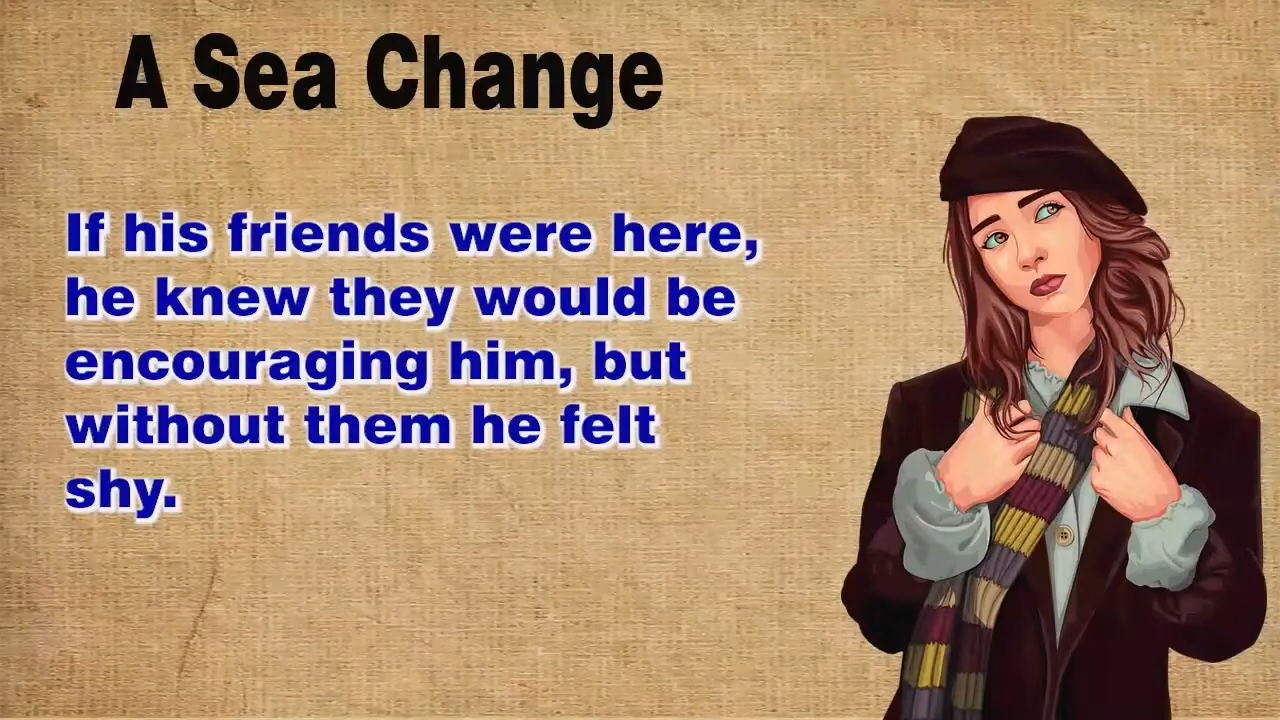 A Sea Change
If his friends were here,
he knew they would be
encouraging him, but
without them he felt
shy.